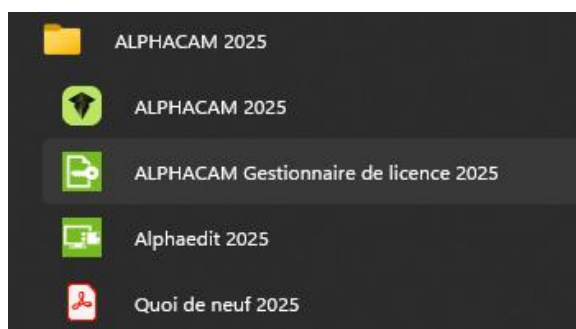 ALPHACAM 2025
ALPHACAM 2025
ALPHACAM Gestionnaire de licence 2025
Alphaedit 2025
Quoi de neuf 2025